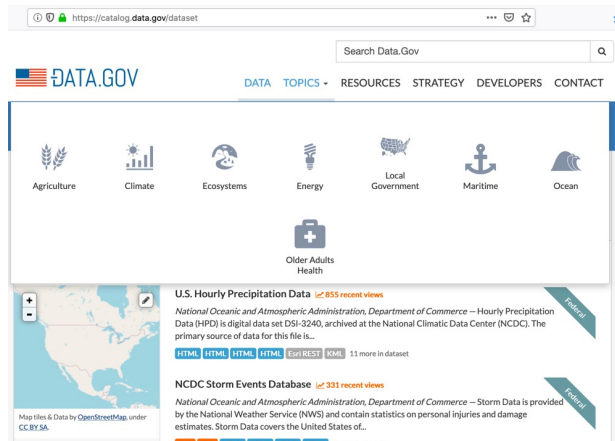 https://catalog.data.gov/dataset
Search Data.Gov
DATA.GOV
DATA TOPICS RESOURCES STRATEGY DEVELOPERS CONTACT
Agriculture
Climate
Ecosystems
Energy
Local
Government
Maritime
Ocean
Older Adults
Health
+
-
Map tiles & Data by OpenStreetMap, under
CC BY SA.
U.S. Hourly Precipitation Data 855 recent views
Federal
National Oceanic and Atmospheric Administration, Department of Commerce — Hourly Precipitation
Data (HPD) is digital data set DSI-3240, archived at the National Climatic Data Center (NCDC). The
primary source of data for this file is...
HTML HTML HTML HTML Esri REST KML 11 more in dataset
NCDC Storm Events Database 331 recent views
Federal
National Oceanic and Atmospheric Administration, Department of Commerce — Storm Data is provided
by the National Weather Service (NWS) and contain statistics on personal injuries and damage
estimates. Storm Data covers the United States of...